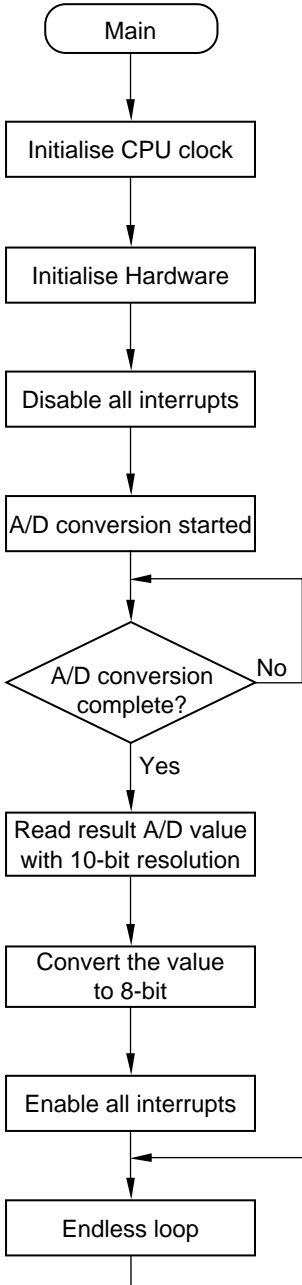 Main
Initialise CPU clock
Initialise Hardware
Disable all interrupts
A/D conversion started
A/D conversion
complete?
No
Yes
Read result A/D value
with 10-bit resolution
Convert the value
to 8-bit
Enable all interrupts
Endless loop